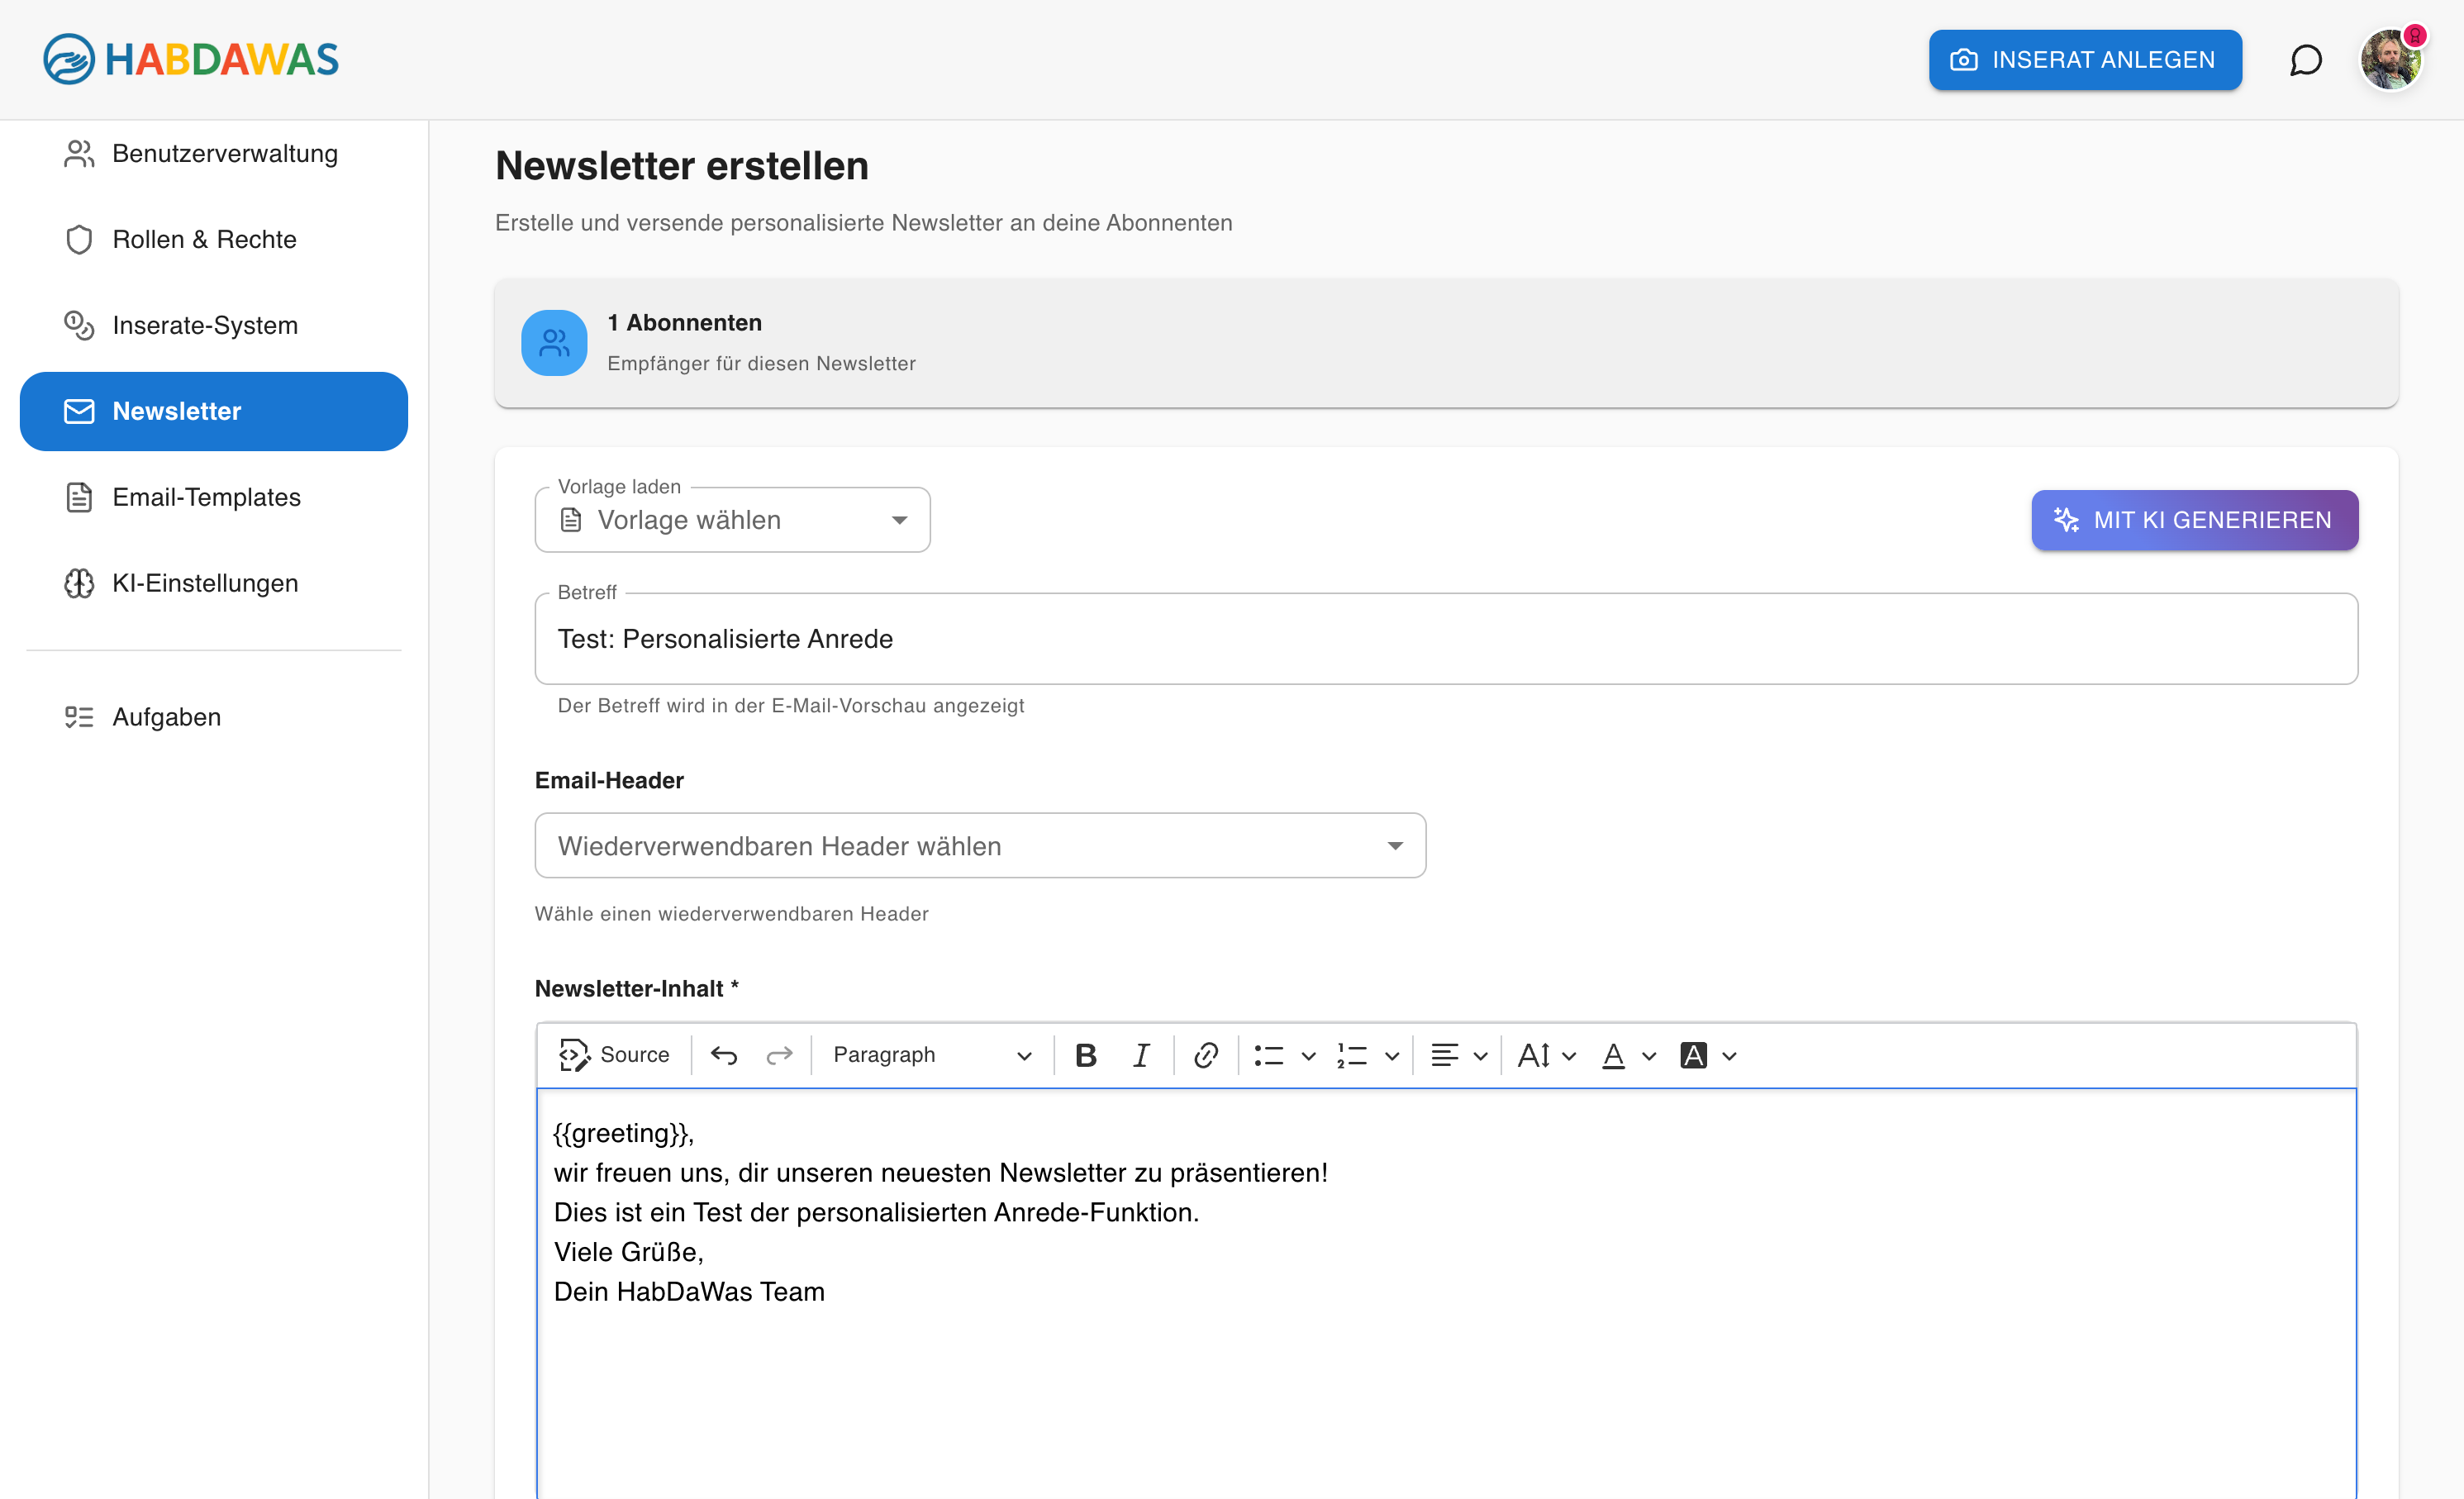 HABDAWAS
INSERAT ANLEGEN
Benutzerverwaltung
Rollen & Rechte
Inserate-System
Newsletter
Email-Templates
KI-Einstellungen
Aufgaben
Newsletter erstellen
Erstelle und versende personalisierte Newsletter an deine Abonnenten
1 Abonnenten
Empfänger für diesen Newsletter
Vorlage laden
Vorlage wählen
MIT KI GENERIEREN
Betreff
Test: Personalisierte Anrede
Der Betreff wird in der E-Mail-Vorschau angezeigt
Email-Header
Wiederverwendbaren Header wählen
Wähle einen wiederverwendbaren Header
Newsletter-Inhalt *
Source Paragraph
{{greeting}},
wir freuen uns, dir unseren neuesten Newsletter zu präsentieren!
Dies ist ein Test der personalisierten Anrede-Funktion.
Viele Grüße,
Dein HabDaWas Team